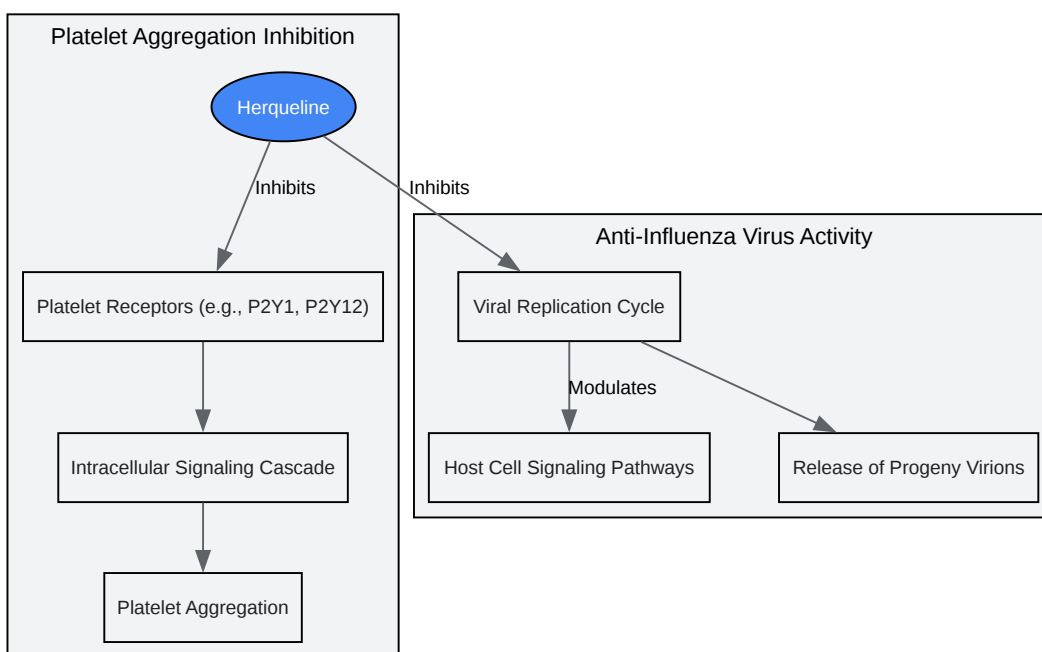 Platelet Aggregation Inhibition
Herqueline
Inhibits
Inhibits
Anti-Influenza Virus Activity
Platelet Receptors (e.g., P2Y1, P2Y12)
Viral Replication Cycle
Modulates
Intracellular Signaling Cascade
Host Cell Signaling Pathways
Release of Progeny Virions
Platelet Aggregation